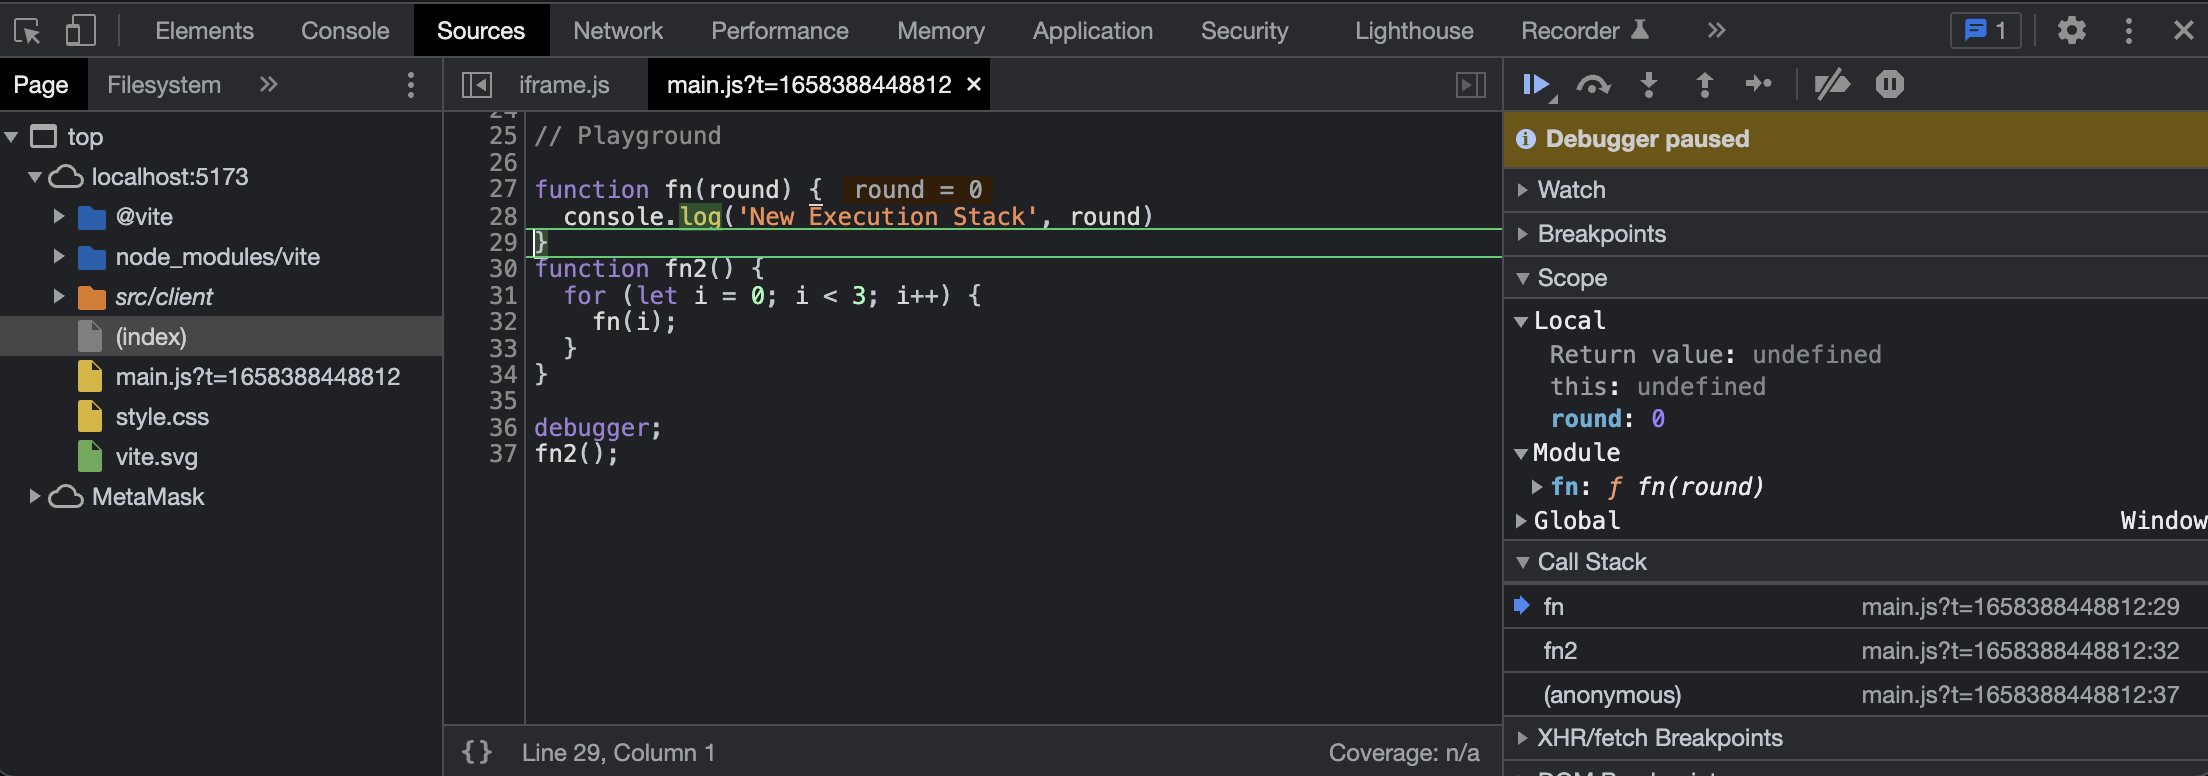 Elements Console Sources Network Performance Memory Application Security Lighthouse Recorder 1
Page Filesystem
top
localhost:5173
@vite
node_modules/vite
src/client
(index)
main.js?t=1658388448812
style.css
vite.svg
MetaMask
iframe.js main.js?t=1658388448812
24
25 // Playground
26
27 function fn(round) { round = 0
28 console.log('New Execution Stack', round)
29 }
30 function fn2() {
31 for (let i = 0; i < 3; i++) {
32 fn(i);
33 }
34 }
35
36 debugger;
37 fn2();
{} Line 29, Column 1 Coverage: n/a
Debugger paused
Watch
Breakpoints
Scope
Local
Return value: undefined
this: undefined
round: 0
Module
fn: ƒ fn(round)
Global Window
Call Stack
fn main.js?t=1658388448812:29
fn2 main.js?t=1658388448812:32
(anonymous) main.js?t=1658388448812:37
XHR/fetch Breakpoints